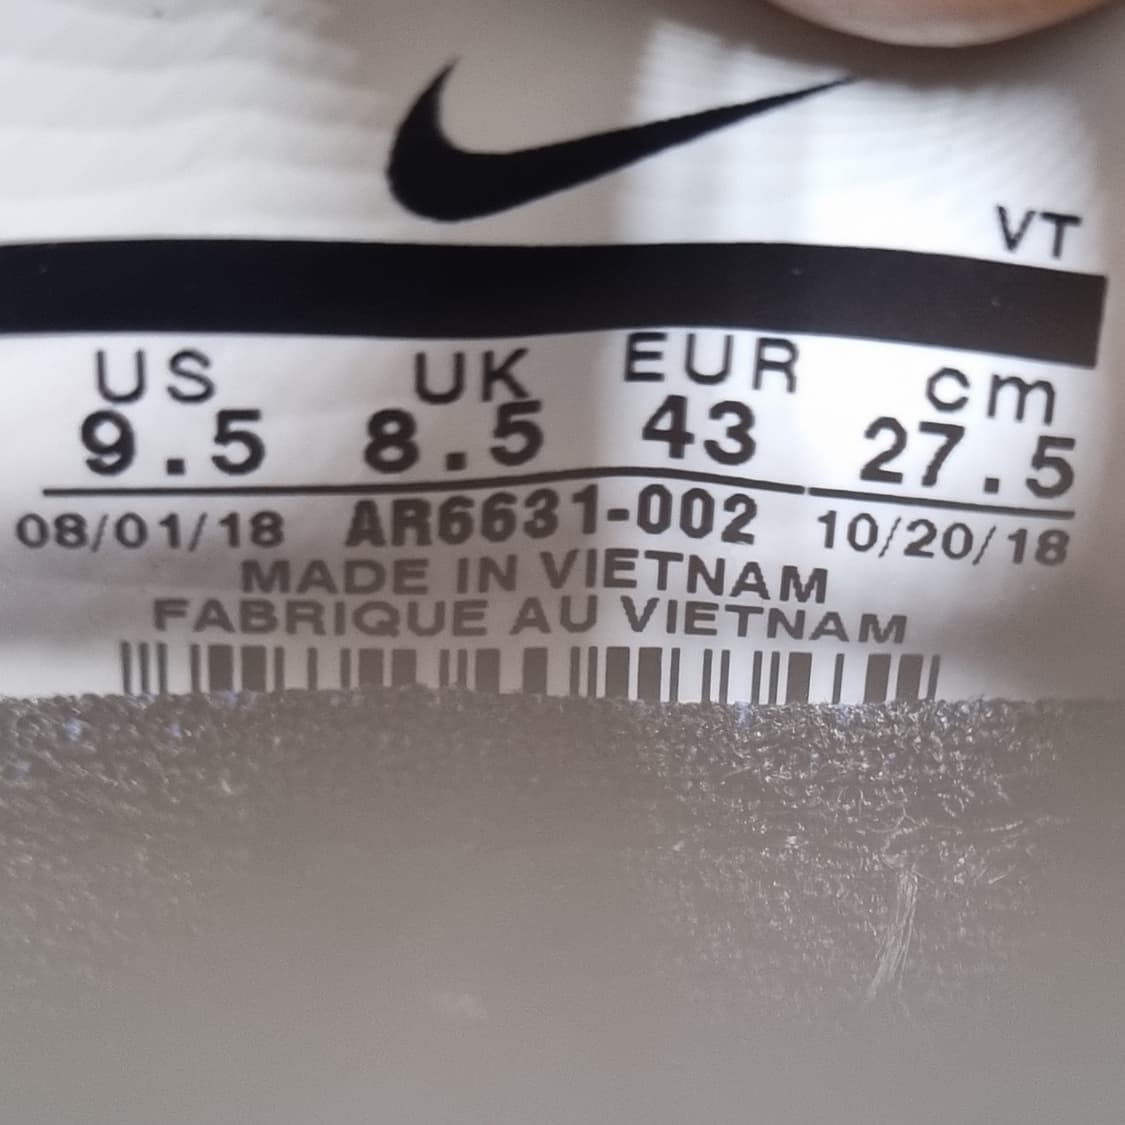 VT
US UK EUR cm
9.5 8.5 43 27.5
08/01/18 AR6631-002 10/20/18
MADE IN VIETNAM
FABRIQUE AU VIETNAM